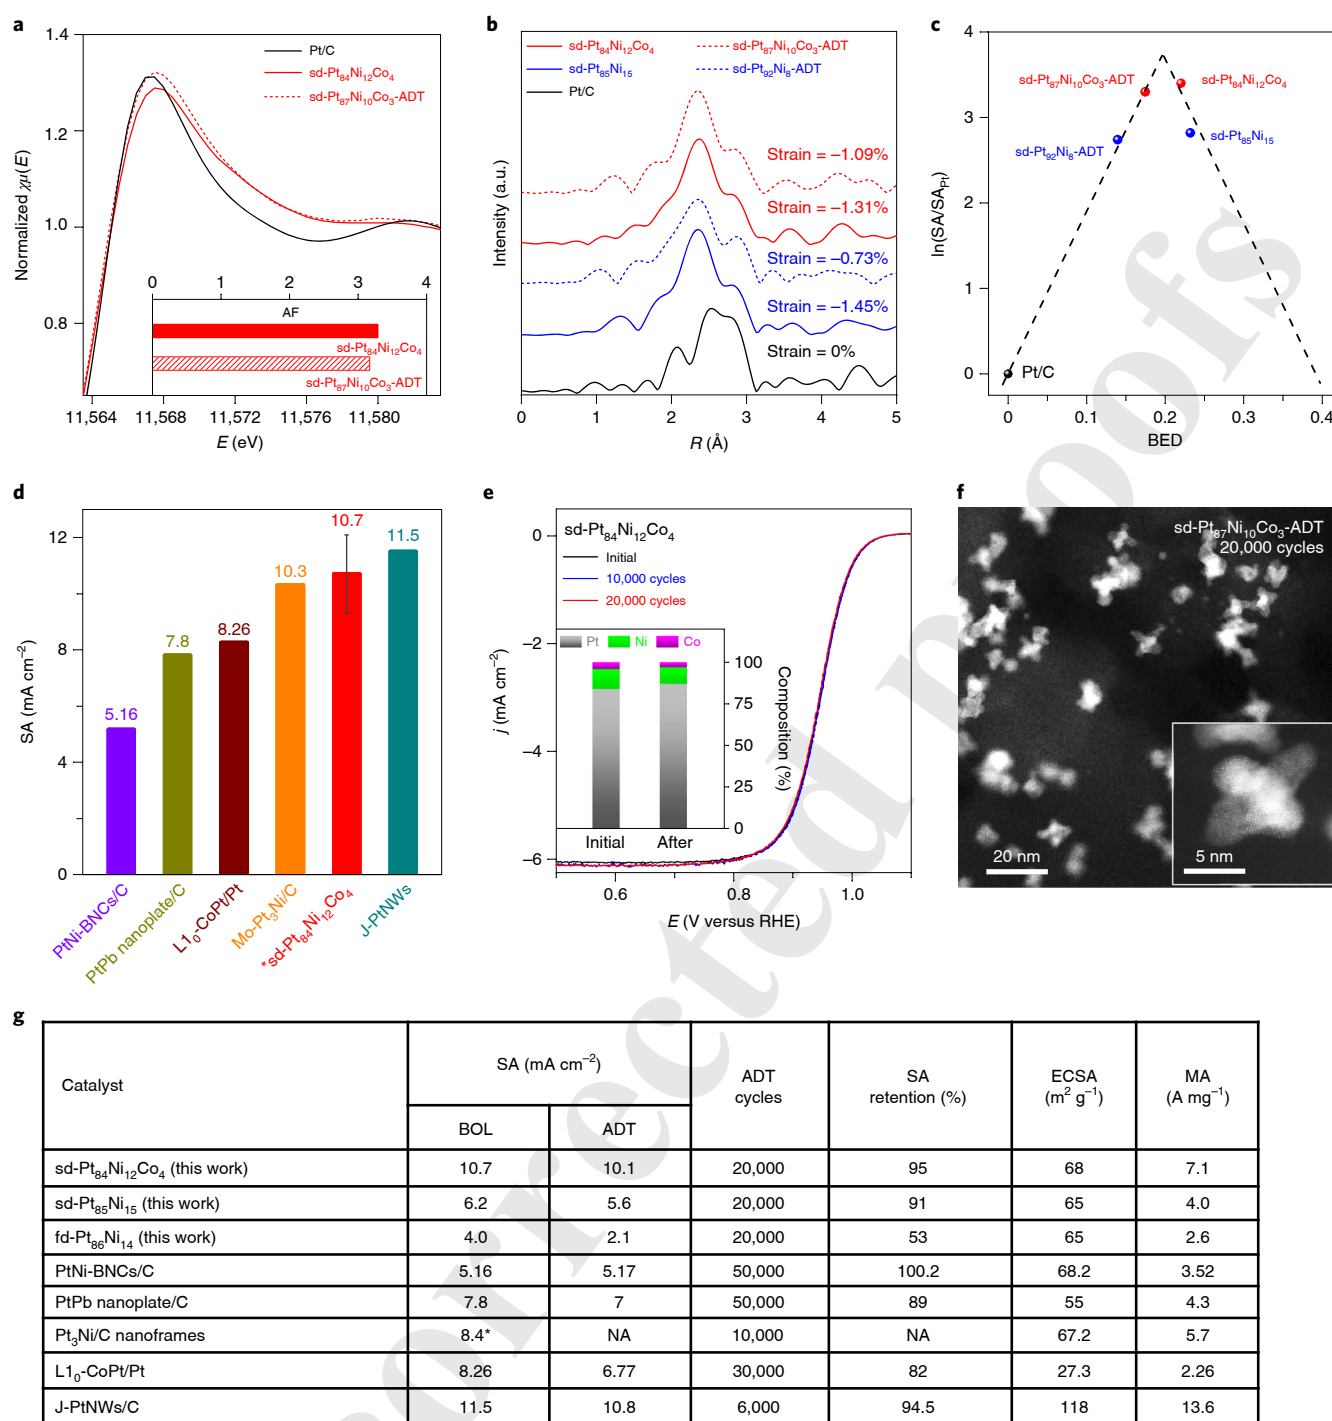 a
1.4
1.2
1.0
0.8
Normalized χμ(E)
Pt/C
sd-Pt84Ni12Co4
sd-Pt87Ni10Co3-ADT
0 1 2 3 4
AF
sd-Pt84Ni12Co4
sd-Pt87Ni10Co3-ADT
11,564 11,568 11,572 11,576 11,580
E (eV)
b
Intensity (a.u.)
sd-Pt84Ni12Co4
sd-Pt87Ni10Co3-ADT
sd-Pt85Ni15
sd-Pt92Ni8-ADT
Pt/C
Strain = –1.09%
Strain = –1.31%
Strain = –0.73%
Strain = –1.45%
Strain = 0%
0 1 2 3 4 5
R (Å)
c
4
3
2
1
0
ln(SA/SAPt)
sd-Pt87Ni10Co3-ADT
sd-Pt84Ni12Co4
sd-Pt92Ni8-ADT
sd-Pt85Ni15
Pt/C
0 0.1 0.2 0.3 0.4
BED
d
12
8
4
0
SA (mA cm–2)
5.16
7.8
8.26
10.3
10.7
11.5
PtNi-BNCs/C
PtPb nanoplate/C
L10-CoPt/Pt
Mo-Pt3Ni/C
*sd-Pt84Ni12Co4
J-PtNWs
e
0
–2
–4
–6
j (mA cm–2)
sd-Pt84Ni12Co4
Initial
10,000 cycles
20,000 cycles
Pt Ni Co
100
75
50
25
0
Composition (%)
Initial After
0.6 0.8 1.0
E (V versus RHE)
f
sd-Pt87Ni10Co3-ADT
20,000 cycles
20 nm
5 nm
g
Catalyst SA (mA cm–2) ADT cycles SA retention (%) ECSA (m2 g–1) MA (A mg–1)
BOL ADT
sd-Pt84Ni12Co4 (this work) 10.7 10.1 20,000 95 68 7.1
sd-Pt85Ni15 (this work) 6.2 5.6 20,000 91 65 4.0
fd-Pt86Ni14 (this work) 4.0 2.1 20,000 53 65 2.6
PtNi-BNCs/C 5.16 5.17 50,000 100.2 68.2 3.52
PtPb nanoplate/C 7.8 7 50,000 89 55 4.3
Pt3Ni/C nanoframes 8.4* NA 10,000 NA 67.2 5.7
L10-CoPt/Pt 8.26 6.77 30,000 82 27.3 2.26
J-PtNWs/C 11.5 10.8 6,000 94.5 118 13.6
orrected proofs